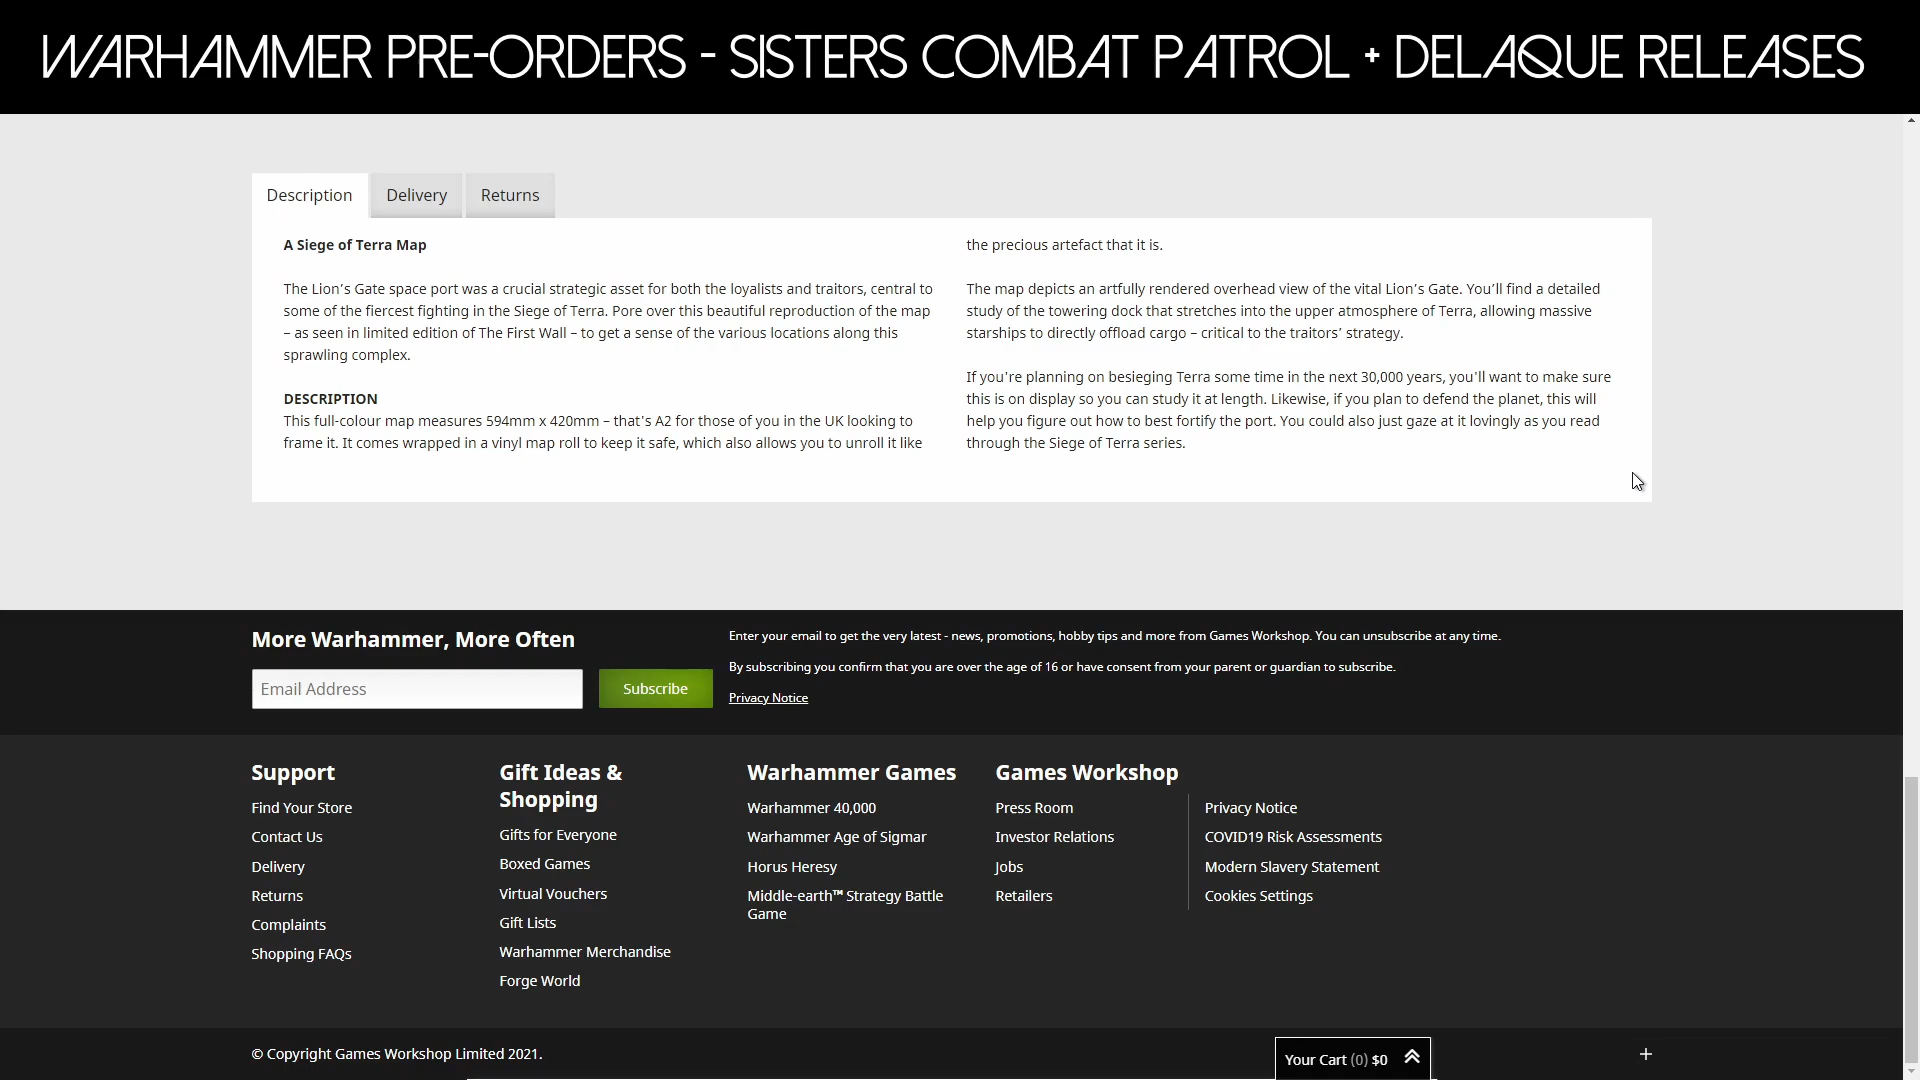 WARHAMMER PRE-ORDERS - SISTERS COMBAT PATROL + DELAQUE RELEASES
Description
Delivery
Returns
A Siege of Terra Map
The Lion’s Gate space port was a crucial strategic asset for both the loyalists and traitors, central to
some of the fiercest fighting in the Siege of Terra. Pore over this beautiful reproduction of the map
– as seen in limited edition of The First Wall – to get a sense of the various locations along this
sprawling complex.
DESCRIPTION
This full-colour map measures 594mm x 420mm – that's A2 for those of you in the UK looking to
frame it. It comes wrapped in a vinyl map roll to keep it safe, which also allows you to unroll it like
the precious artefact that it is.
The map depicts an artfully rendered overhead view of the vital Lion’s Gate. You’ll find a detailed
study of the towering dock that stretches into the upper atmosphere of Terra, allowing massive
starships to directly offload cargo – critical to the traitors’ strategy.
If you're planning on besieging Terra some time in the next 30,000 years, you'll want to make sure
this is on display so you can study it at length. Likewise, if you plan to defend the planet, this will
help you figure out how to best fortify the port. You could also just gaze at it lovingly as you read
through the Siege of Terra series.
More Warhammer, More Often
Email Address
Subscribe
Enter your email to get the very latest - news, promotions, hobby tips and more from Games Workshop. You can unsubscribe at any time.
By subscribing you confirm that you are over the age of 16 or have consent from your parent or guardian to subscribe.
Privacy Notice
Support
Find Your Store
Contact Us
Delivery
Returns
Complaints
Shopping FAQs
Gift Ideas &
Shopping
Gifts for Everyone
Boxed Games
Virtual Vouchers
Gift Lists
Warhammer Merchandise
Forge World
Warhammer Games
Warhammer 40,000
Warhammer Age of Sigmar
Horus Heresy
Middle-earth™ Strategy Battle
Game
Games Workshop
Press Room
Investor Relations
Jobs
Retailers
Privacy Notice
COVID19 Risk Assessments
Modern Slavery Statement
Cookies Settings
© Copyright Games Workshop Limited 2021.
Your Cart (0) $0
+